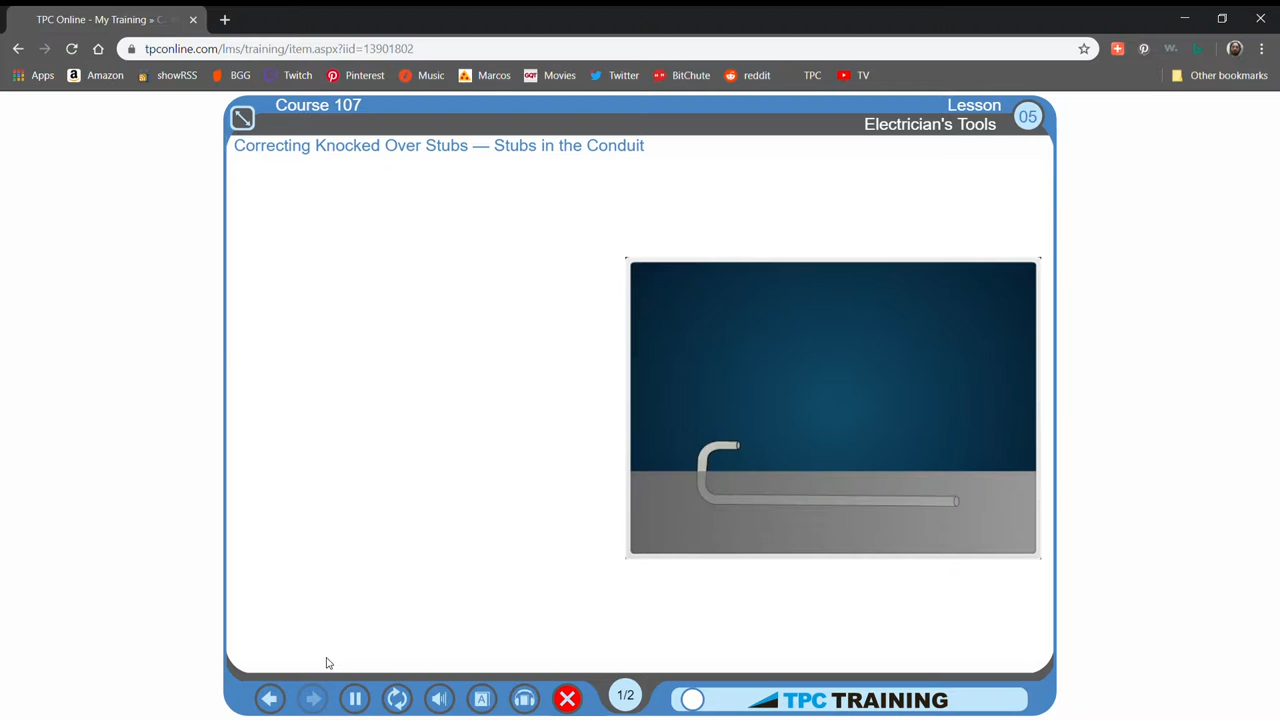 TPC Online - My Training » C
tpconline.com/lms/training/item.aspx?iid=13901802
Apps Amazon showRSS BGG Twitch Pinterest Music Marcos GQT Movies Twitter BitChute reddit TPC TV Other bookmarks
Course 107
Lesson
Electrician's Tools
05
Correcting Knocked Over Stubs — Stubs in the Conduit
A
1/2
TPC TRAINING